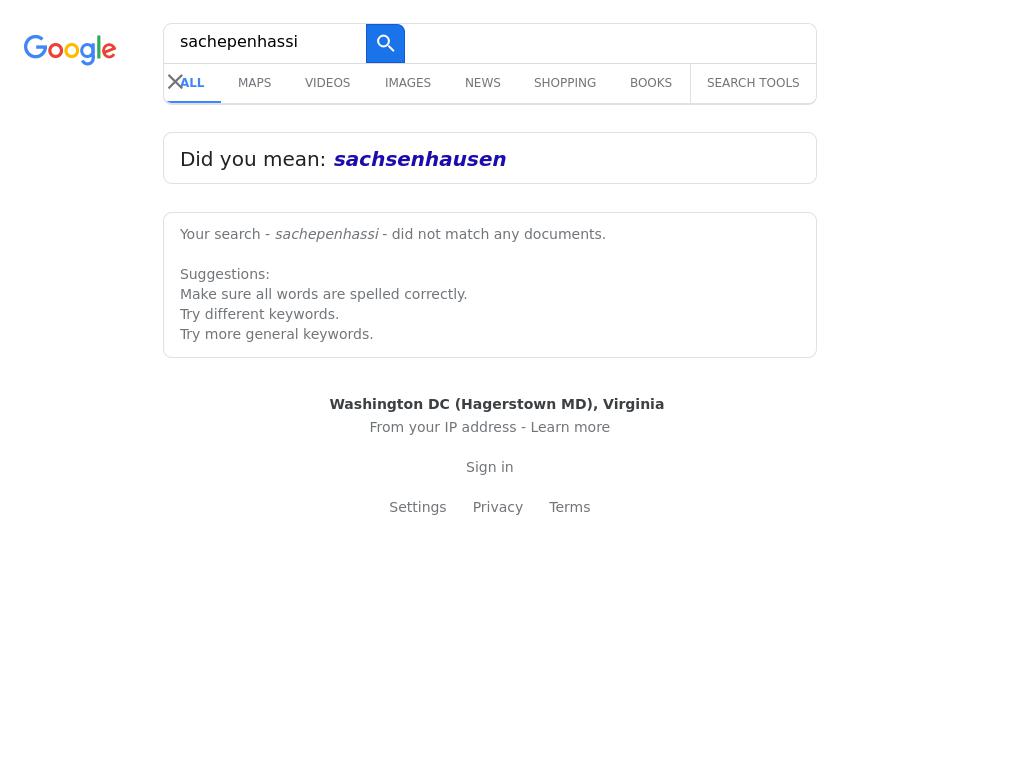 Google
sachepenhassi
ALL MAPS VIDEOS IMAGES NEWS SHOPPING BOOKS SEARCH TOOLS
Did you mean: sachsenhausen
Your search - sachepenhassi - did not match any documents.
Suggestions:
Make sure all words are spelled correctly.
Try different keywords.
Try more general keywords.
Washington DC (Hagerstown MD), Virginia
From your IP address - Learn more
Sign in
Settings Privacy Terms